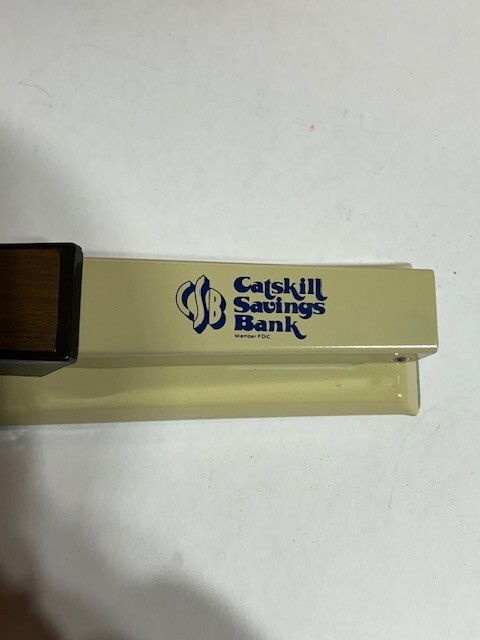 CSB
Catskill
Savings
Bank
Member FDIC